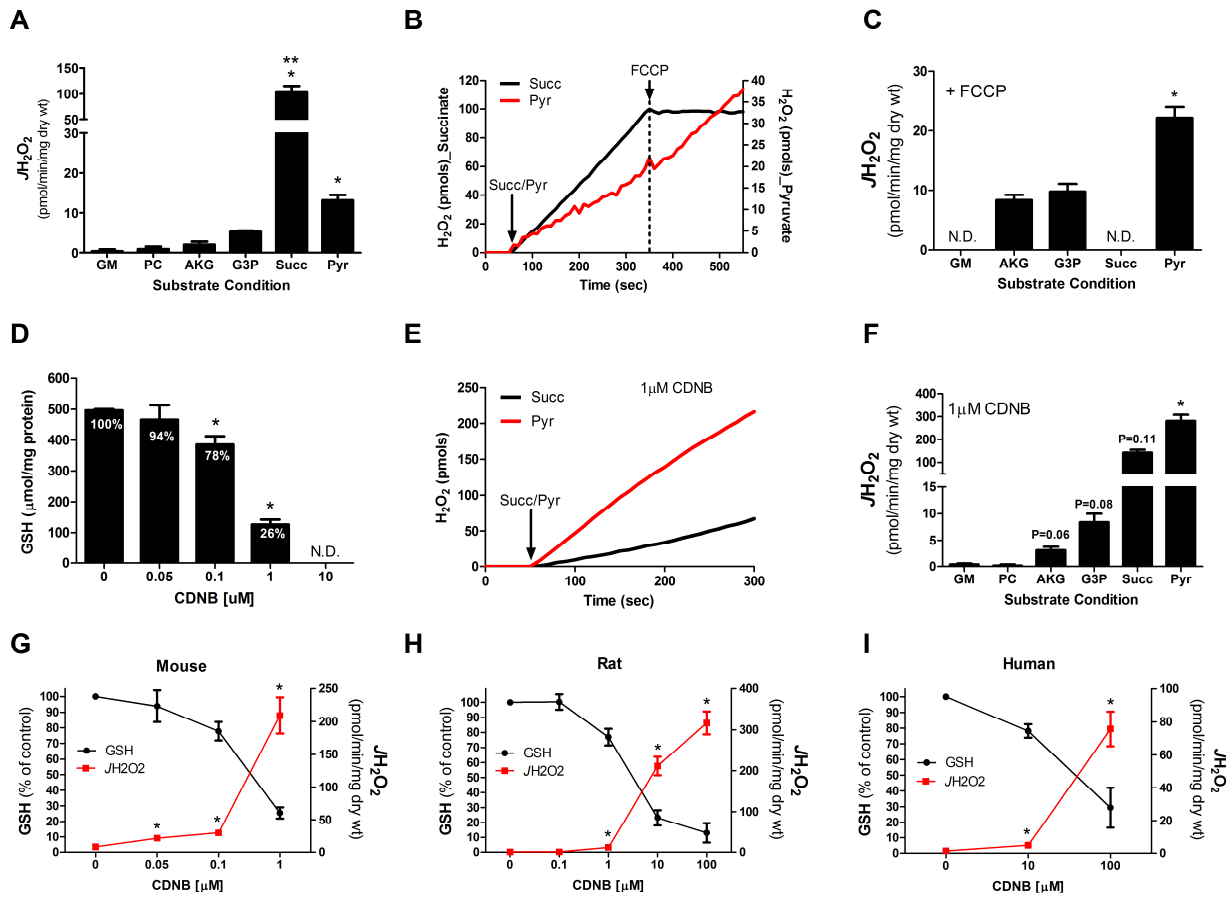 A
JH2O2
(pmol/min/mg dry wt)
150
100
50
30
20
10
0
**
*
*
GM PC AKG G3P Succ Pyr
Substrate Condition
B
FCCP
Succ
Pyr
Succ/Pyr
H2O2 (pmols)_Succinate
120
100
80
60
40
20
0
H2O2 (pmols)_Pyruvate
40
35
30
25
20
15
10
5
0
0 100 200 300 400 500
Time (sec)
C
+ FCCP
JH2O2
(pmol/min/mg dry wt)
30
20
10
0
*
N.D.
N.D.
GM AKG G3P Succ Pyr
Substrate Condition
D
GSH (µmol/mg protein)
600
500
400
300
200
100
0
100%
94%
*
78%
*
26%
N.D.
0 0.05 0.1 1 10
CDNB [uM]
E
1µM CDNB
Succ
Pyr
Succ/Pyr
H2O2 (pmols)
250
200
150
100
50
0
0 100 200 300
Time (sec)
F
1µM CDNB
JH2O2
(pmol/min/mg dry wt)
400
300
200
100
15
10
5
0
P=0.06
P=0.08
P=0.11
*
GM PC AKG G3P Succ Pyr
Substrate Condition
G
Mouse
GSH (% of control)
100
90
80
70
60
50
40
30
20
10
0
GSH
JH2O2
*
*
*
250
200
150
100
50
0
JH2O2
(pmol/min/mg dry wt)
0 0.05 0.1 1
CDNB [µM]
H
Rat
GSH (% of control)
100
90
80
70
60
50
40
30
20
10
0
GSH
JH2O2
*
*
*
400
300
200
100
0
JH2O2
(pmol/min/mg dry wt)
0 0.1 1 10 100
CDNB [µM]
I
Human
GSH (% of control)
100
90
80
70
60
50
40
30
20
10
0
GSH
JH2O2
*
*
100
80
60
40
20
0
JH2O2
(pmol/min/mg dry wt)
0 10 100
CDNB [µM]